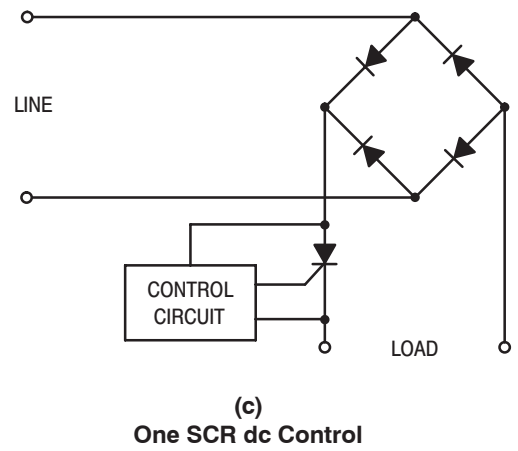 LINE
CONTROL
CIRCUIT
LOAD
(c)
One SCR dc Control